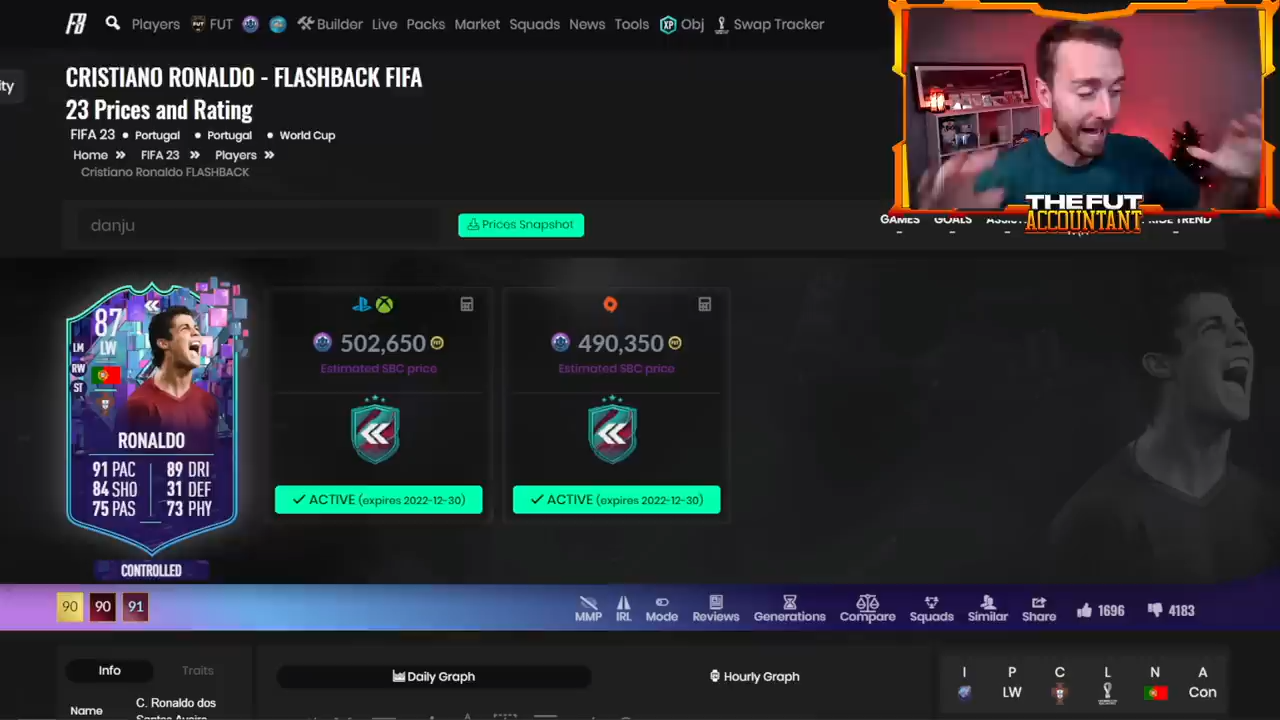 FB
Players
FUT
Builder
Live
Packs
Market
Squads
News
Tools
XP
Obj
Swap Tracker
ty
CRISTIANO RONALDO - FLASHBACK FIFA
23 Prices and Rating
FIFA 23 • Portugal • Portugal • World Cup
Home » FIFA 23 » Players »
Cristiano Ronaldo FLASHBACK
danju
Prices Snapshot
GAMES
GOALS
THE FUT
ACCOUNTANT
87
LW
LM
RW
ST
RONALDO
91 PAC 89 DRI
84 SHO 31 DEF
75 PAS 73 PHY
CONTROLLED
502,650
Estimated SBC price
ACTIVE (expires 2022-12-30)
490,350
Estimated SBC price
ACTIVE (expires 2022-12-30)
90 90 91
MMP
IRL
Mode
Reviews
Generations
Compare
Squads
Similar
Share
1696
4183
Info
Traits
Name
C. Ronaldo dos
Daily Graph
Hourly Graph
I P C L N A
LW Con